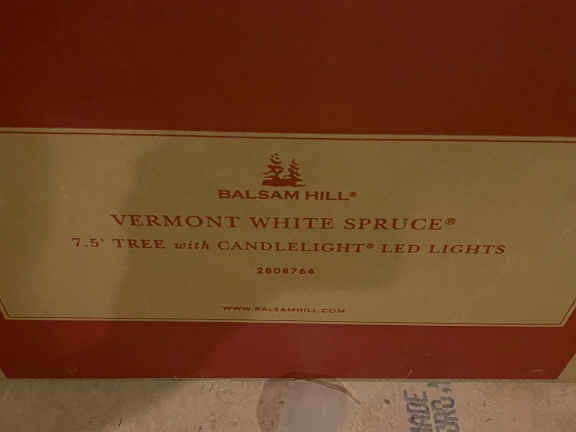 BALSAM HILL®
VERMONT WHITE SPRUCE®
7.5' TREE with CANDLELIGHT® LED LIGHTS
2808766
WWW.BALSAMHILL.COM